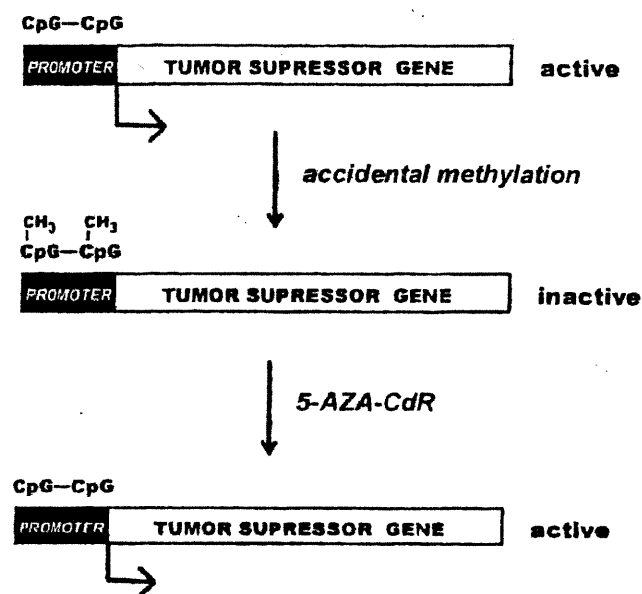 CpG—CpG
PROMOTER TUMOR SUPRESSOR GENE active
accidental methylation
CH₃ CH₃
CpG—CpG
PROMOTER TUMOR SUPRESSOR GENE inactive
5-AZA-CdR
CpG—CpG
PROMOTER TUMOR SUPRESSOR GENE active